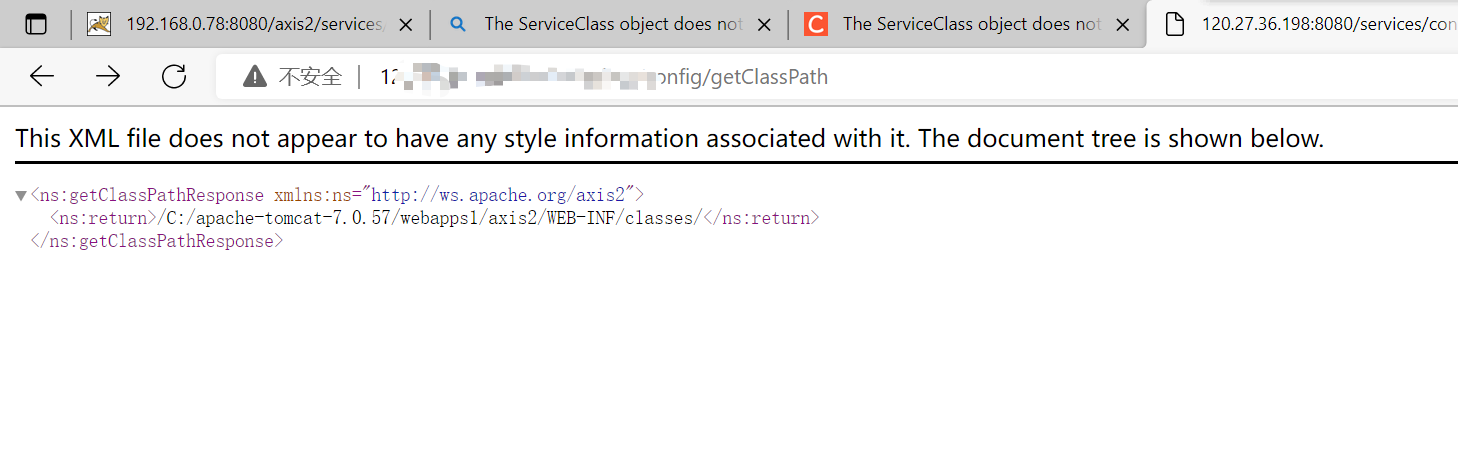 192.168.0.78:8080/axis2/services/
The ServiceClass object does not
The ServiceClass object does not
120.27.36.198:8080/services/con
不安全
onfig/getClassPath
This XML file does not appear to have any style information associated with it. The document tree is shown below.
<ns:getClassPathResponse xmlns:ns="http://ws.apache.org/axis2">
<ns:return>/C:/apache-tomcat-7.0.57/webapps1/axis2/WEB-INF/classes/</ns:return>
</ns:getClassPathResponse>